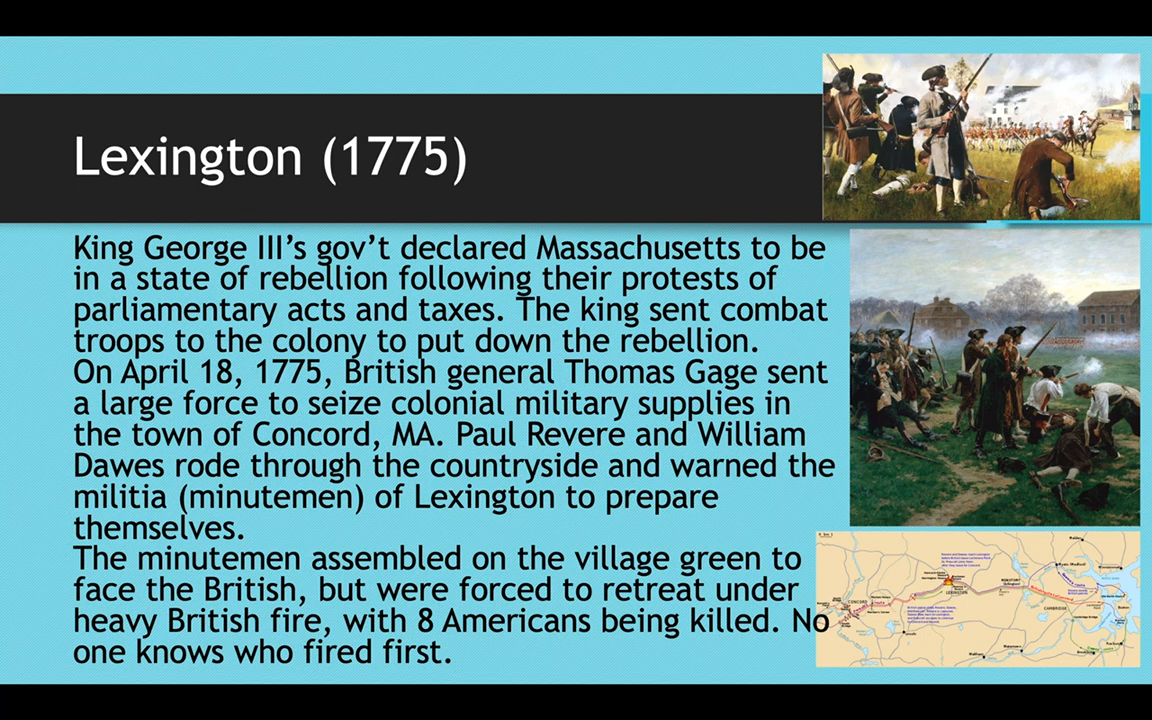 Lexington (1775)
King George III’s gov’t declared Massachusetts to be
in a state of rebellion following their protests of
parliamentary acts and taxes. The king sent combat
troops to the colony to put down the rebellion.
On April 18, 1775, British general Thomas Gage sent
a large force to seize colonial military supplies in
the town of Concord, MA. Paul Revere and William
Dawes rode through the countryside and warned the
militia (minutemen) of Lexington to prepare
themselves.
The minutemen assembled on the village green to
face the British, but were forced to retreat under
heavy British fire, with 8 Americans being killed. No
one knows who fired first.
CONCORD
LEXINGTON
CAMBRIDGE